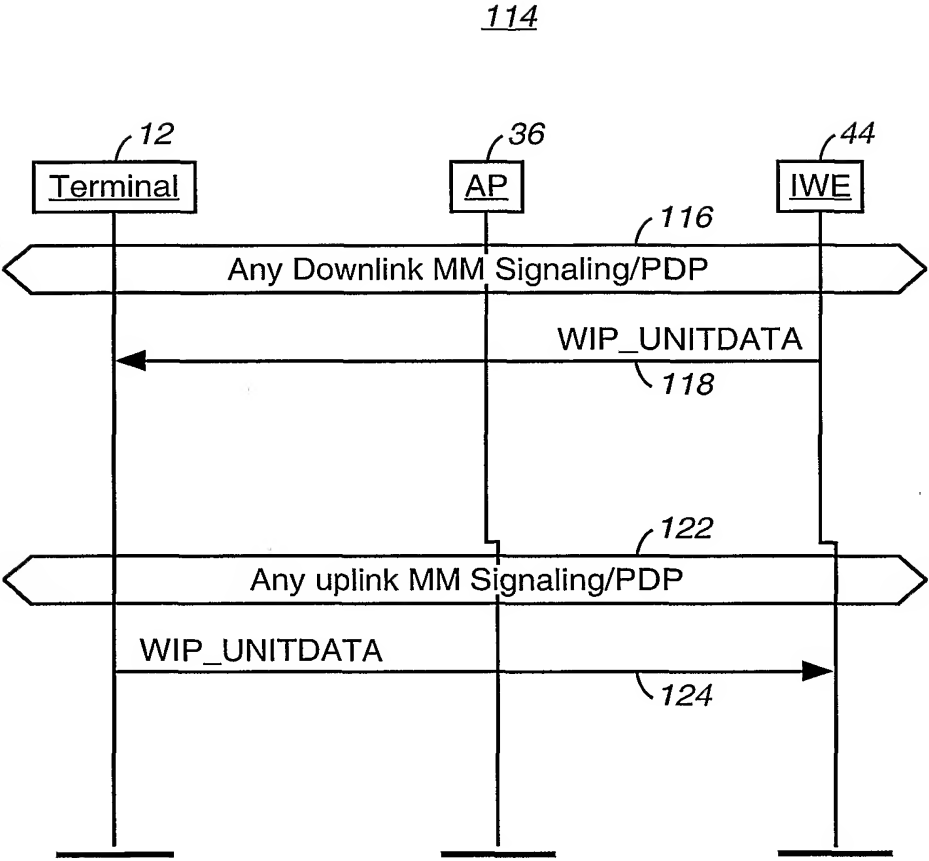 114
12
36
44
Terminal
AP
IWE
116
Any Downlink MM Signaling/PDP
WIP_UNITDATA
118
122
Any uplink MM Signaling/PDP
WIP_UNITDATA
124